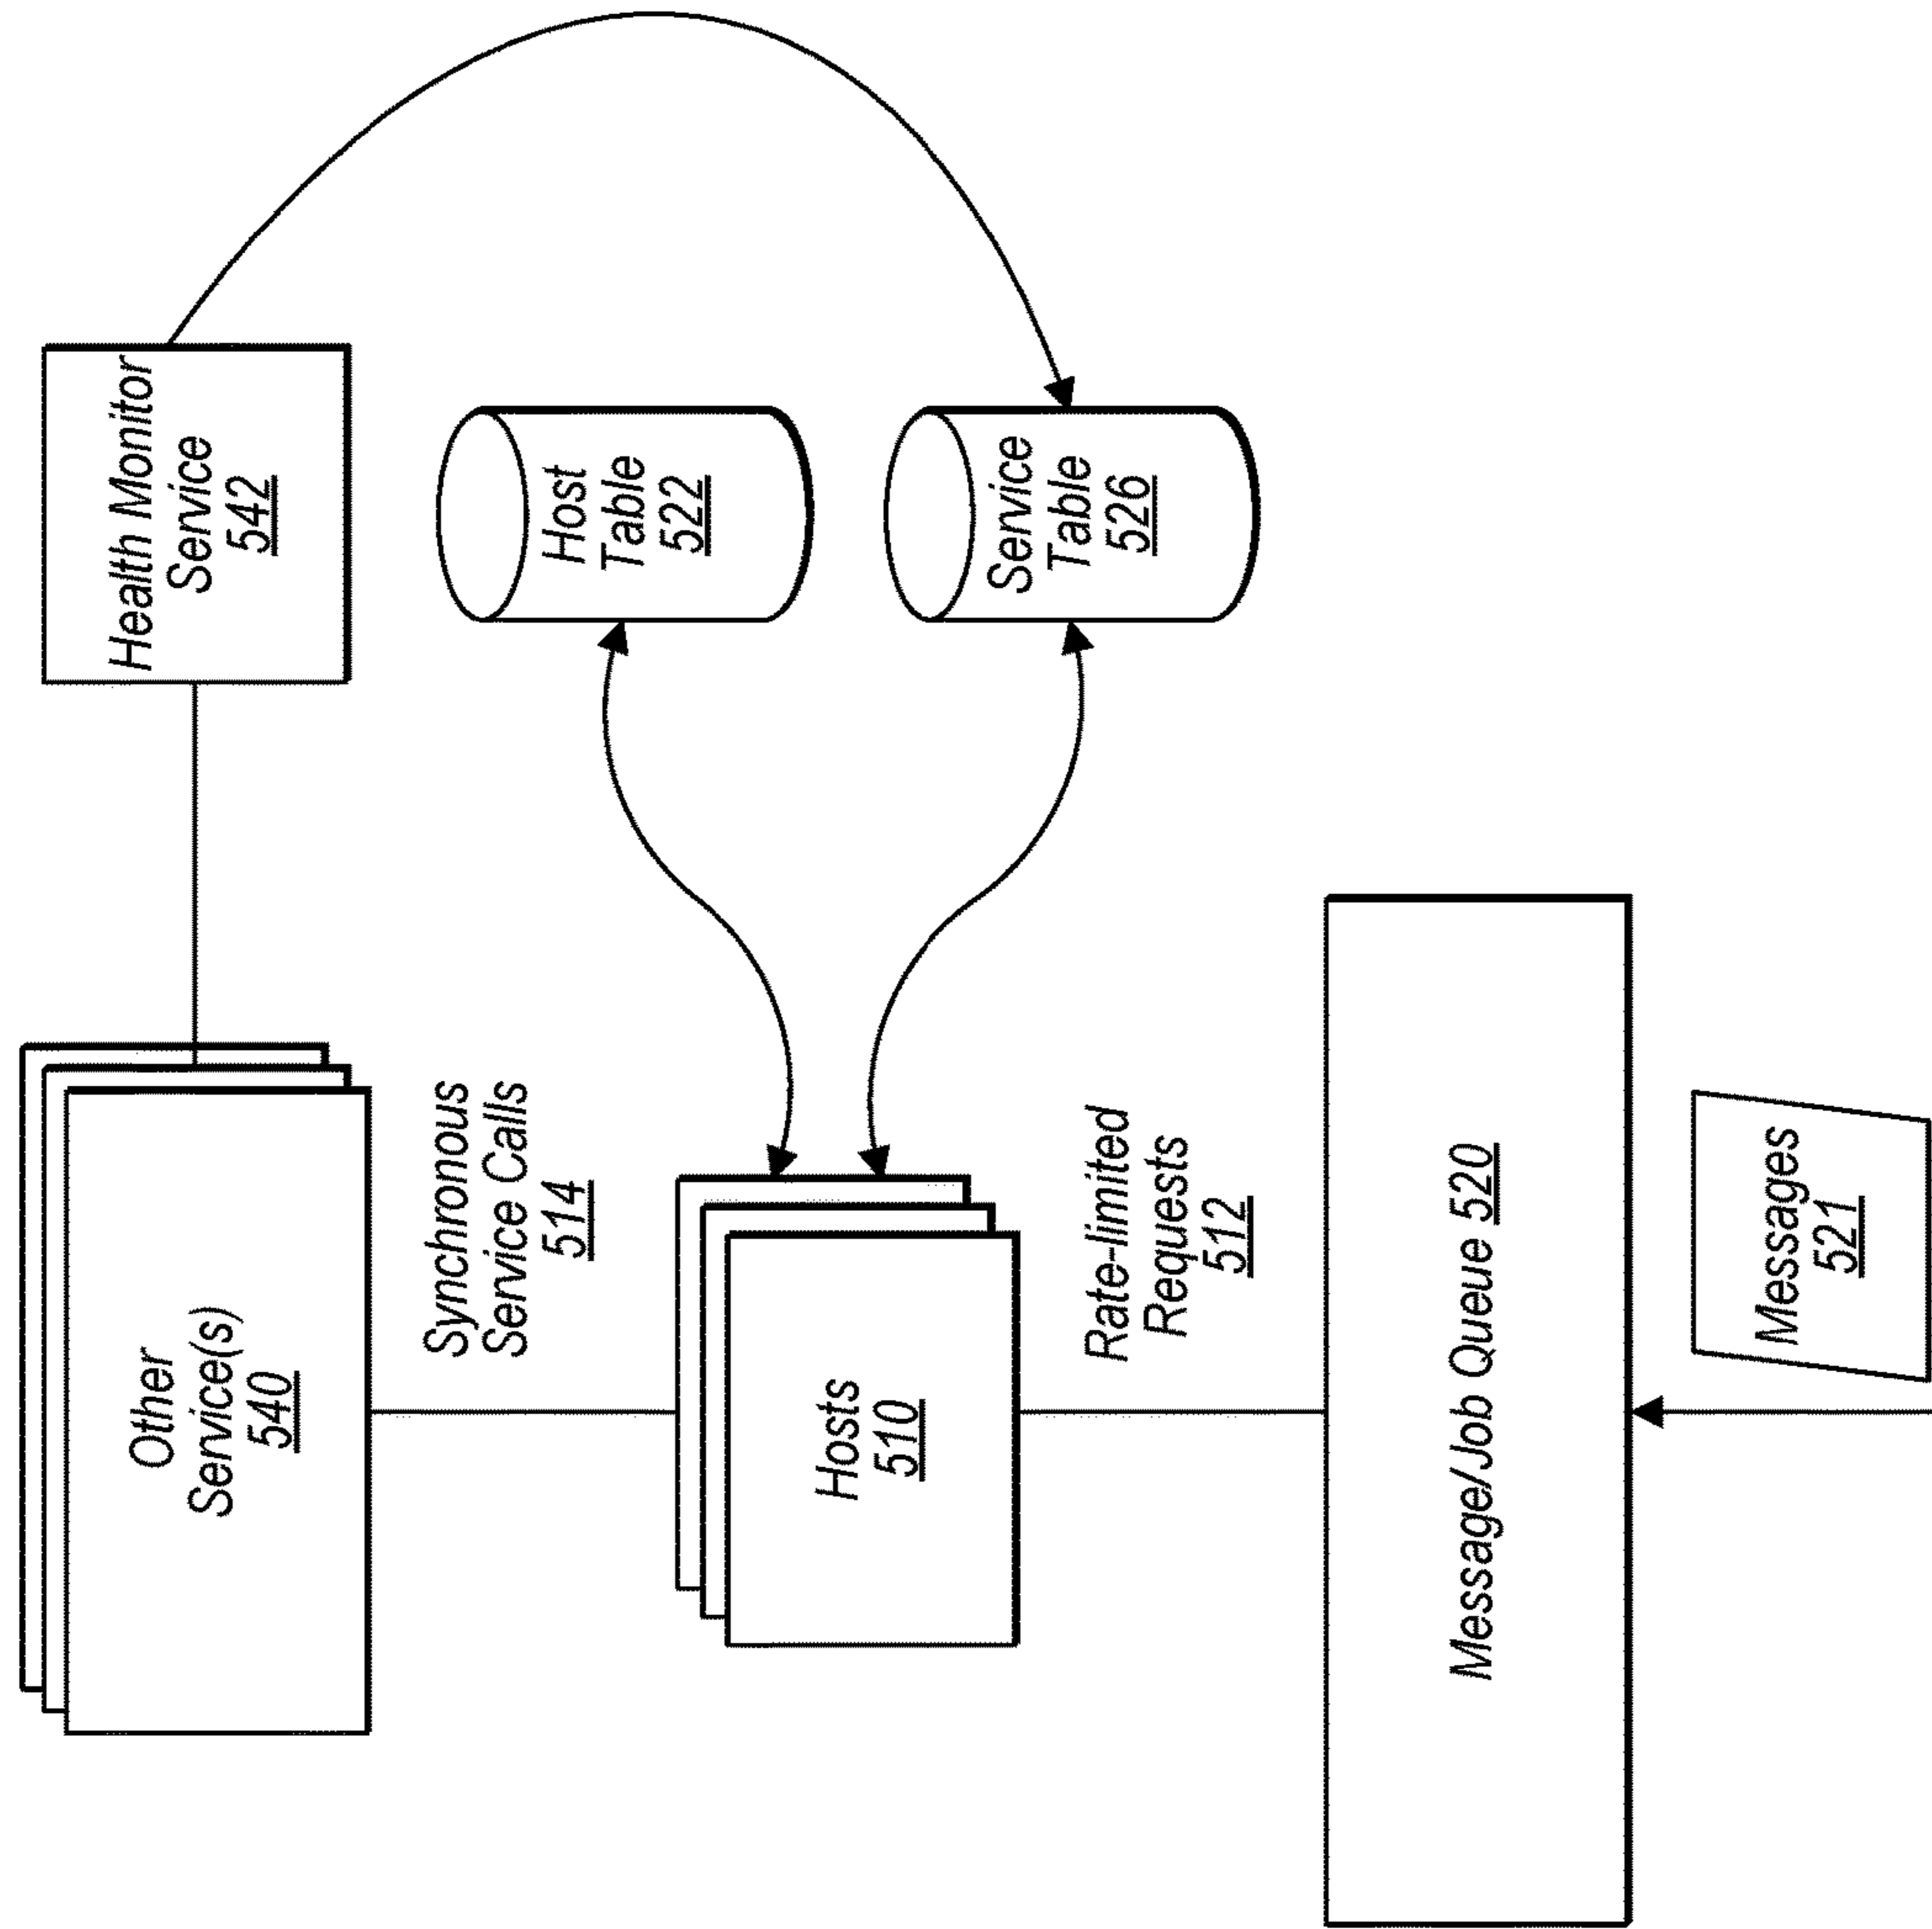 Other
Service(s)
540
Health Monitor
Service
542
Synchronous
Service Calls
514
Host
Table
522
Hosts
510
Service
Table
526
Rate-limited
Requests
512
Message/Job Queue 520
Messages
521